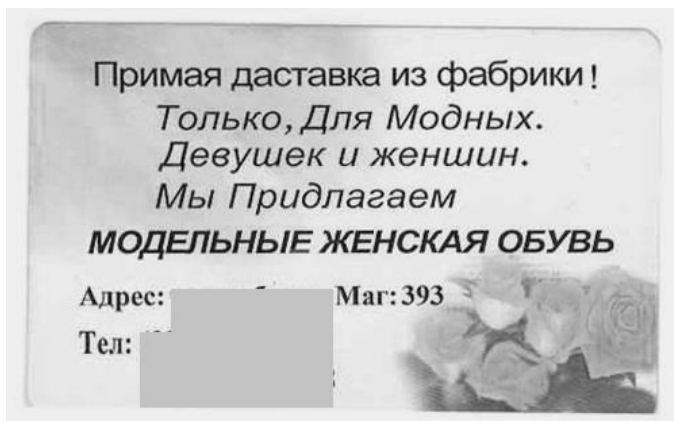 Примая даставка из фабрики!
Только, Для Модных.
Девушек и женшин.
Мы Придлагаем
МОДЕЛЬНЫЕ ЖЕНСКАЯ ОБУВЬ
Адрес: Маг: 393
Тел: